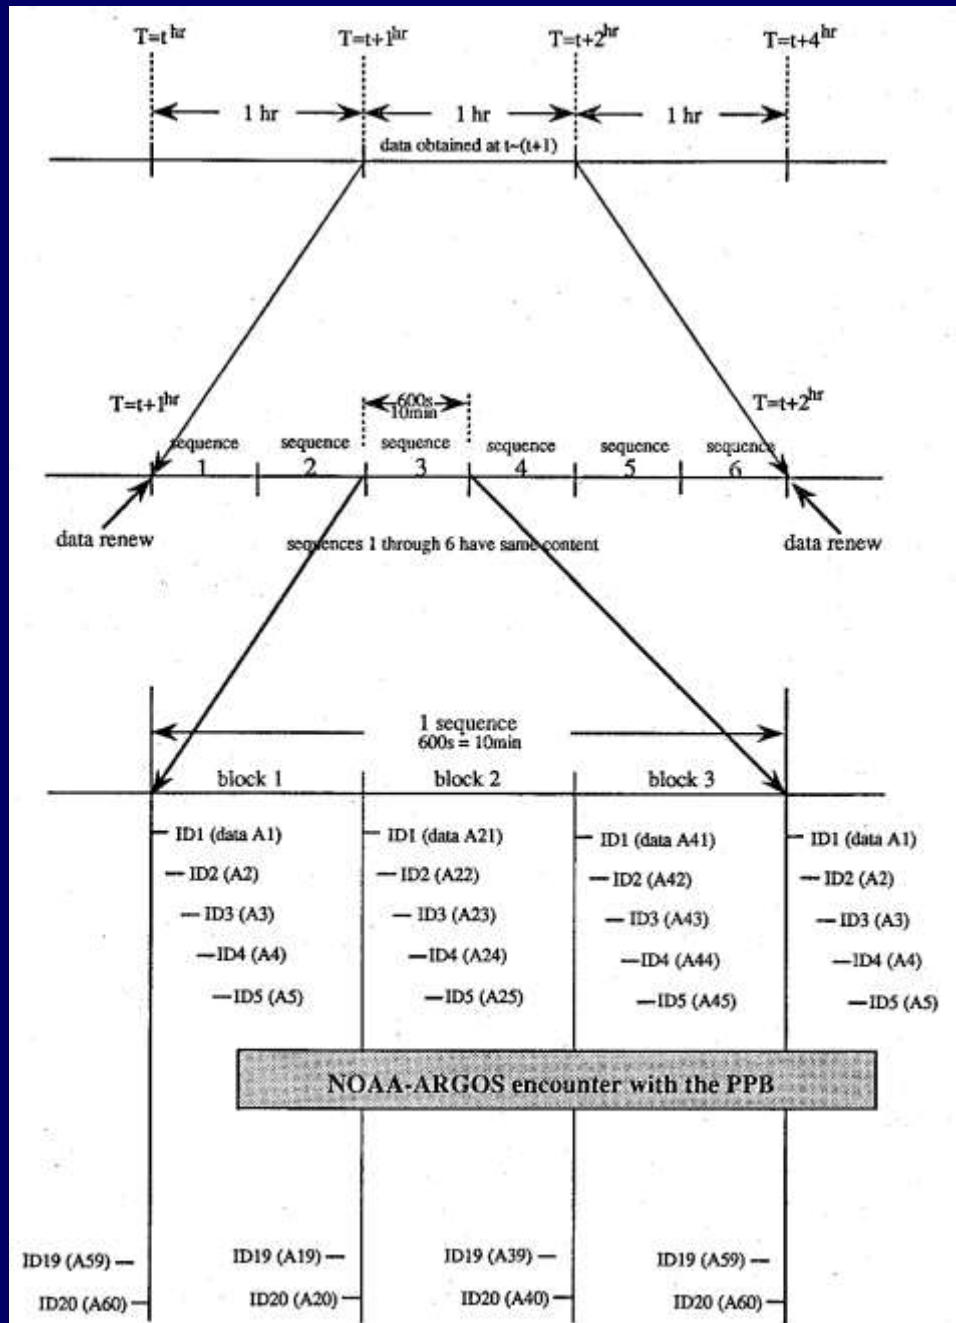 T=t hr T=t+1 hr T=t+2 hr T=t+4 hr
1 hr 1 hr 1 hr
data obtained at t~(t+1)
T=t+1 hr 600s T=t+2 hr
10min
sequence sequence sequence sequence sequence sequence
1 2 3 4 5 6
data renew sequences 1 through 6 have same content data renew
1 sequence
600s = 10min
block 1 block 2 block 3
ID1 (data A1) ID1 (data A21) ID1 (data A41) ID1 (data A1)
ID2 (A2) ID2 (A22) ID2 (A42) ID2 (A2)
ID3 (A3) ID3 (A23) ID3 (A43) ID3 (A3)
ID4 (A4) ID4 (A24) ID4 (A44) ID4 (A4)
ID5 (A5) ID5 (A25) ID5 (A45) ID5 (A5)
NOAA-ARGOS encounter with the PPB
ID19 (A59) ID19 (A19) ID19 (A39) ID19 (A59)
ID20 (A60) ID20 (A20) ID20 (A40) ID20 (A60)